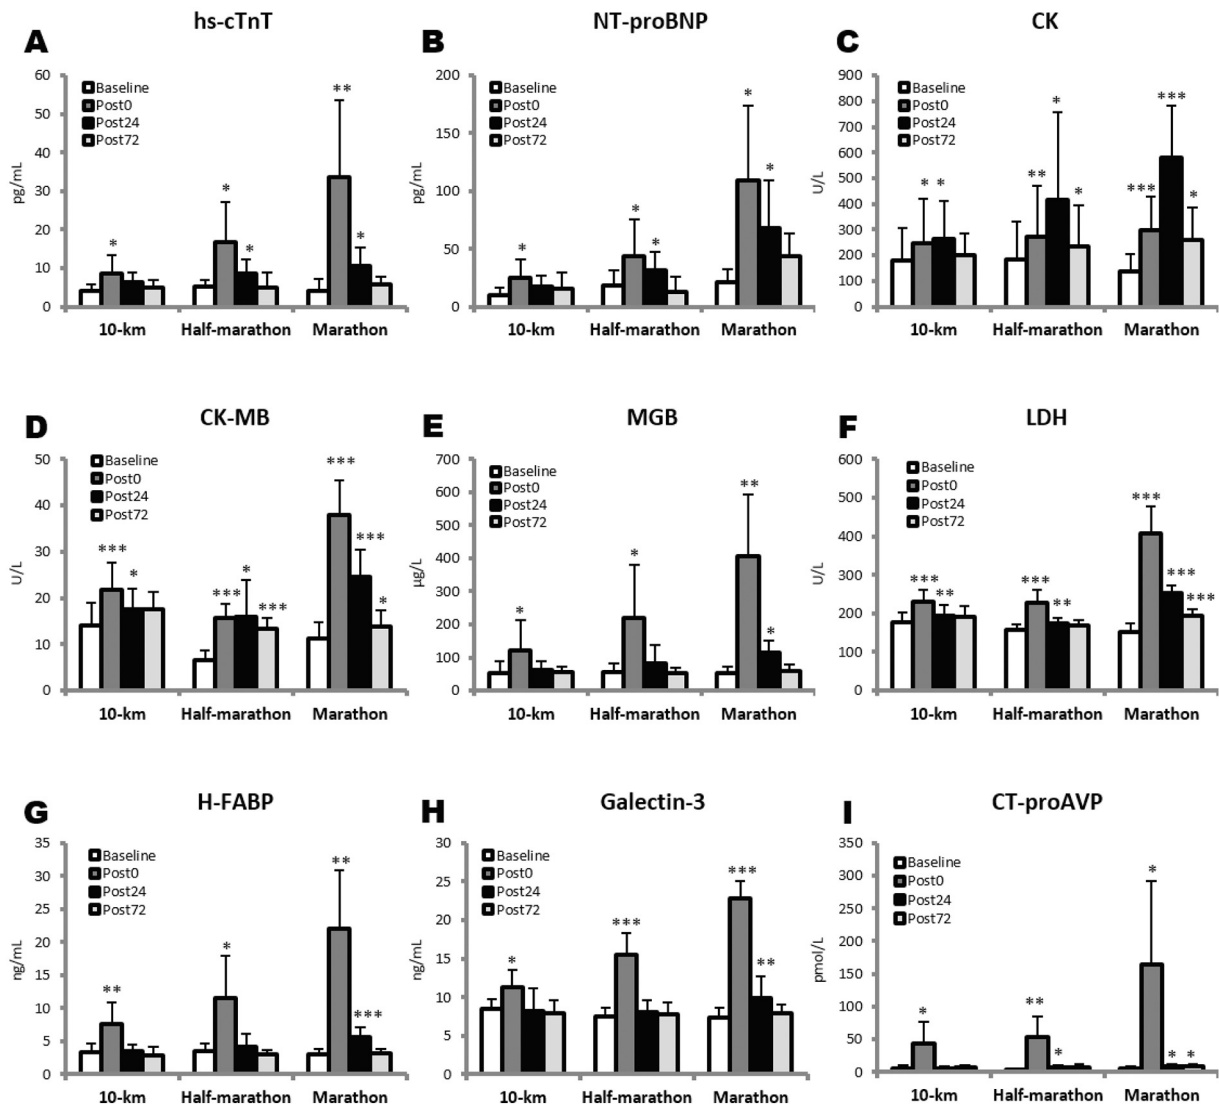 A hs-cTnT
60
50
40
30
20
10
0
pg/mL
Baseline
Post0
Post24
Post72
*
*
*
**
*
10-km Half-marathon Marathon
B NT-proBNP
200
150
100
50
0
pg/mL
Baseline
Post0
Post24
Post72
*
*
*
*
*
10-km Half-marathon Marathon
C CK
900
800
700
600
500
400
300
200
100
0
U/L
Baseline
Post0
Post24
Post72
* *
**
*
*
***
***
*
10-km Half-marathon Marathon
D CK-MB
50
40
30
20
10
0
U/L
Baseline
Post0
Post24
Post72
***
*
***
*
***
***
***
*
10-km Half-marathon Marathon
E MGB
700
600
500
400
300
200
100
0
µg/L
Baseline
Post0
Post24
Post72
*
*
**
*
10-km Half-marathon Marathon
F LDH
600
500
400
300
200
100
0
U/L
Baseline
Post0
Post24
Post72
***
**
***
**
***
***
***
10-km Half-marathon Marathon
G H-FABP
35
30
25
20
15
10
5
0
ng/mL
Baseline
Post0
Post24
Post72
**
*
**
***
10-km Half-marathon Marathon
H Galectin-3
30
25
20
15
10
5
0
ng/mL
Baseline
Post0
Post24
Post72
*
***
***
**
10-km Half-marathon Marathon
I CT-proAVP
350
300
250
200
150
100
50
0
pmol/L
Baseline
Post0
Post24
Post72
*
**
*
*
* *
10-km Half-marathon Marathon